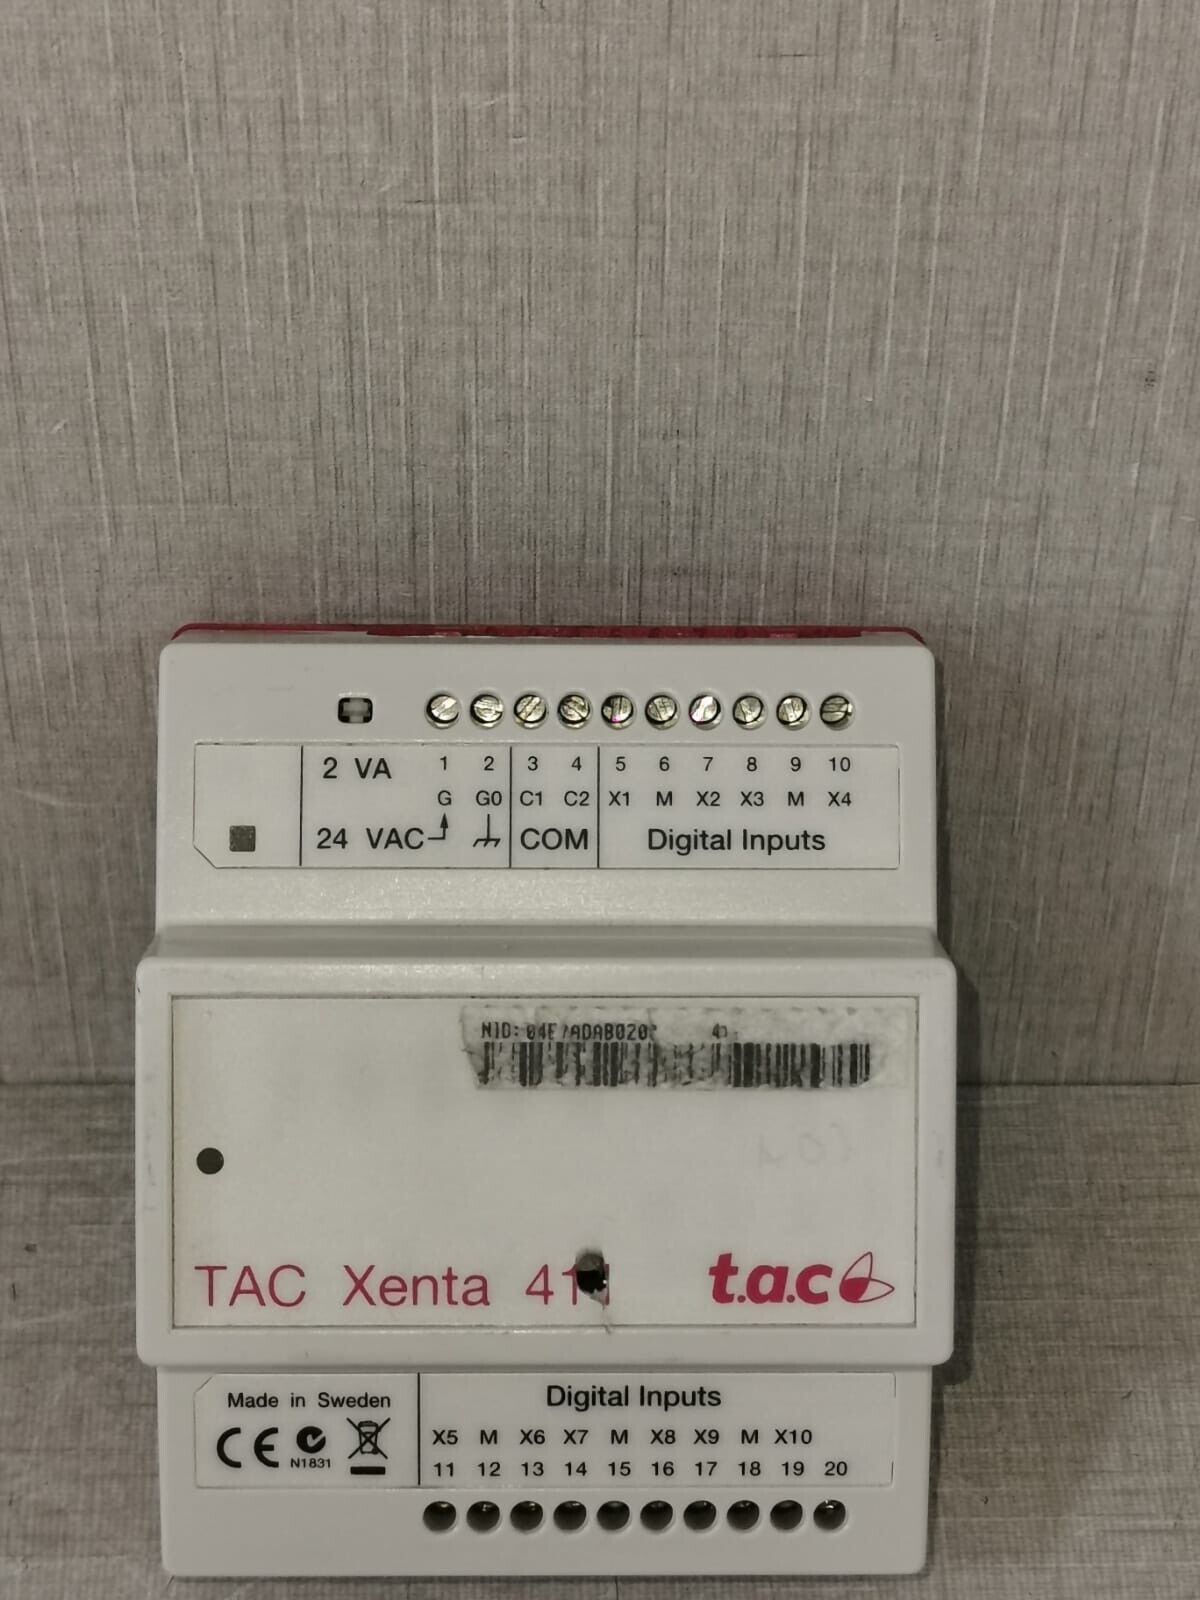 2 VA 1 2 3 4 5 6 7 8 9 10
G G0 C1 C2 X1 M X2 X3 M X4
24 VAC COM Digital Inputs
NID:
TAC Xenta 411
t.a.c
Made in Sweden
CE N1831
Digital Inputs
X5 M X6 X7 M X8 X9 M X10
11 12 13 14 15 16 17 18 19 20